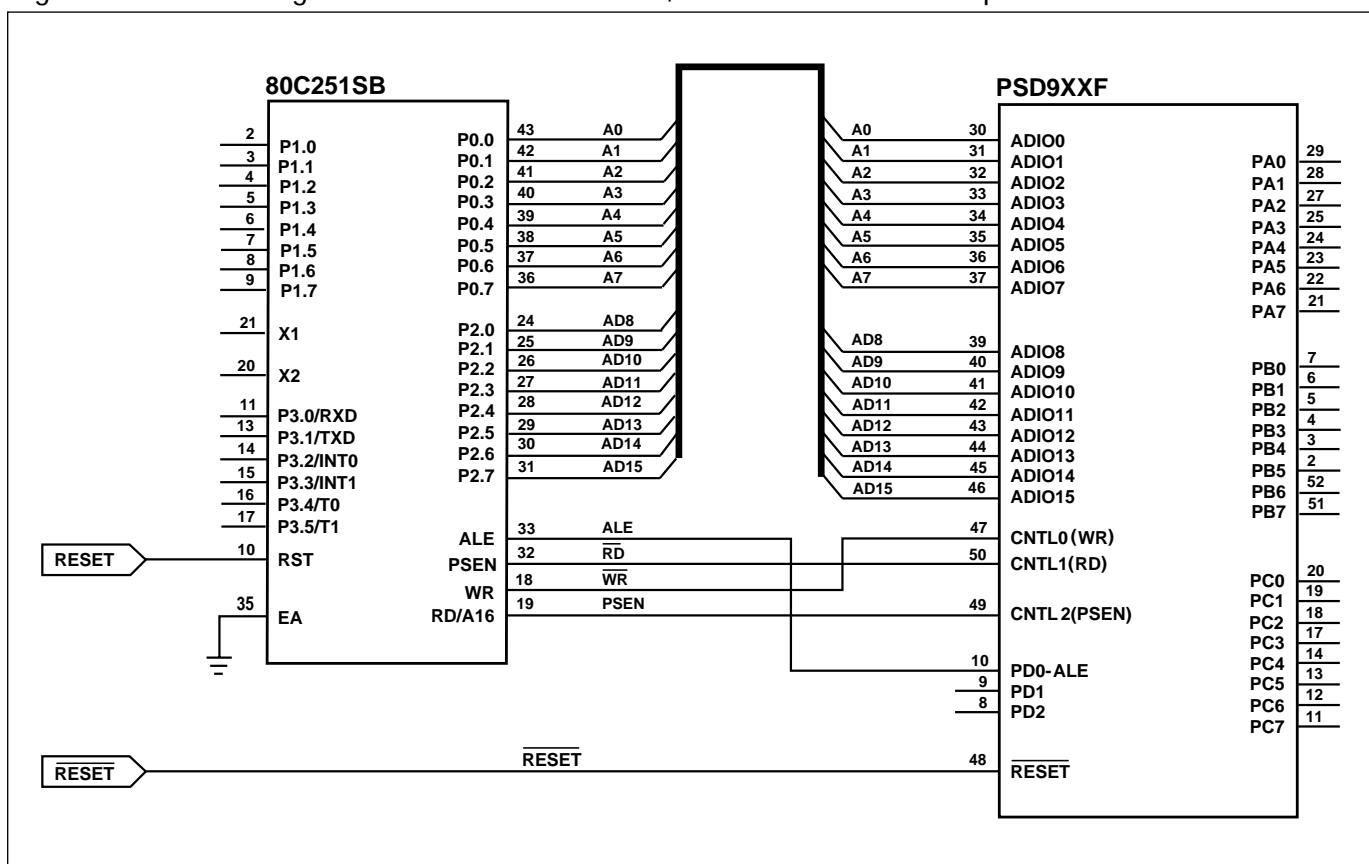 80C251SB
2 P1.0
3 P1.1
4 P1.2
5 P1.3
6 P1.4
7 P1.5
8 P1.6
9 P1.7
21 X1
20 X2
11 P3.0/RXD
13 P3.1/TXD
14 P3.2/INT0
15 P3.3/INT1
16 P3.4/T0
17 P3.5/T1
RESET 10 RST
35 EA
P0.0 43 A0
P0.1 42 A1
P0.2 41 A2
P0.3 40 A3
P0.4 39 A4
P0.5 38 A5
P0.6 37 A6
P0.7 36 A7
P2.0 24 AD8
P2.1 25 AD9
P2.2 26 AD10
P2.3 27 AD11
P2.4 28 AD12
P2.5 29 AD13
P2.6 30 AD14
P2.7 31 AD15
ALE 33 ALE
PSEN 32 RD
WR 18 WR
RD/A16 19 PSEN
PSD9XXF
A0 30 ADIO0
A1 31 ADIO1
A2 32 ADIO2
A3 33 ADIO3
A4 34 ADIO4
A5 35 ADIO5
A6 36 ADIO6
A7 37 ADIO7
AD8 39 ADIO8
AD9 40 ADIO9
AD10 41 ADIO10
AD11 42 ADIO11
AD12 43 ADIO12
AD13 44 ADIO13
AD14 45 ADIO14
AD15 46 ADIO15
47 CNTL0 (WR)
50 CNTL1(RD)
49 CNTL 2(PSEN)
10 PD0-ALE
9 PD1
8 PD2
RESET RESET 48 RESET
PA0 29
PA1 28
PA2 27
PA3 25
PA4 24
PA5 23
PA6 22
PA7 21
PB0 7
PB1 6
PB2 5
PB3 4
PB4 3
PB5 2
PB6 52
PB7 51
PC0 20
PC1 19
PC2 18
PC3 17
PC4 14
PC5 13
PC6 12
PC7 11